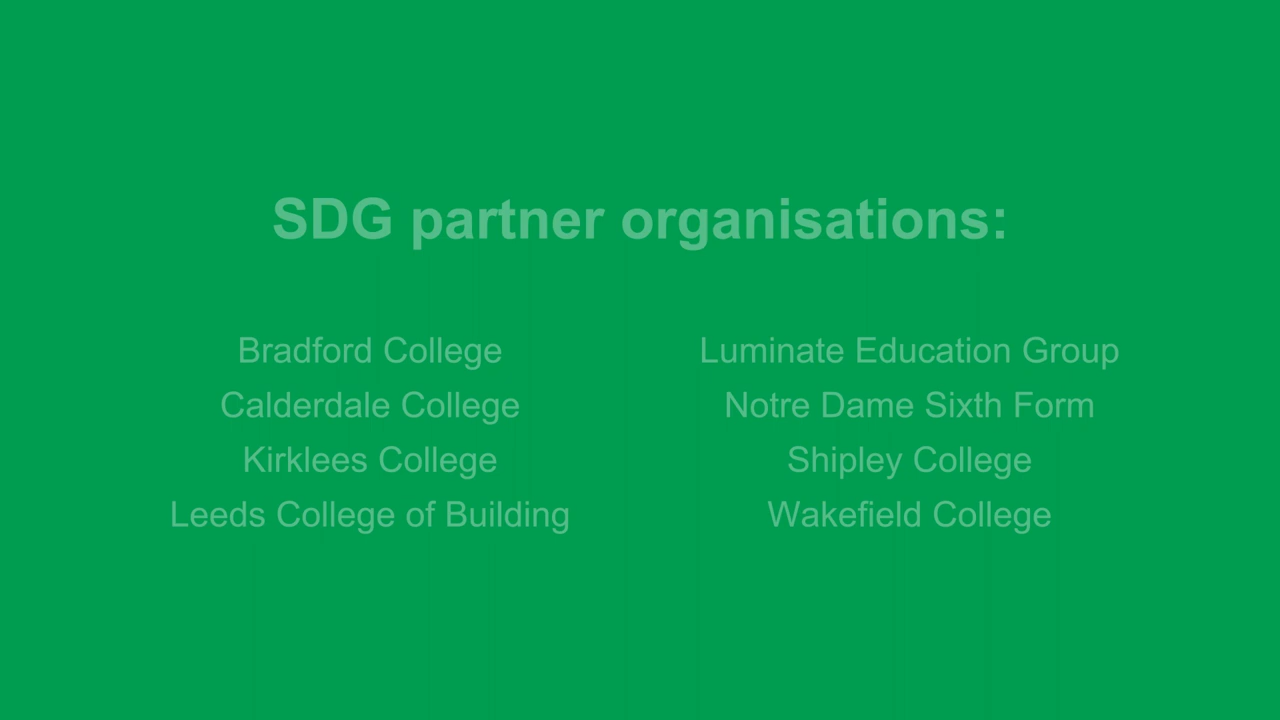 SDG partner organisations:
Bradford College
Calderdale College
Kirklees College
Leeds College of Building
Luminate Education Group
Notre Dame Sixth Form
Shipley College
Wakefield College